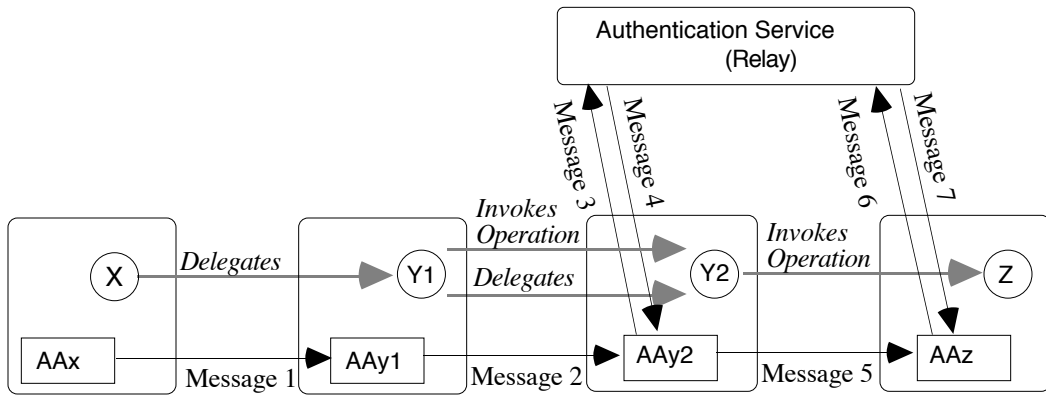 Authentication Service
(Relay)
Message 3
Message 4
Message 6
Message 7
Invokes
Operation
Invokes
Operation
X
Delegates
Y1
Delegates
Y2
Z
AAx
Message 1
AAy1
Message 2
AAy2
Message 5
AAz